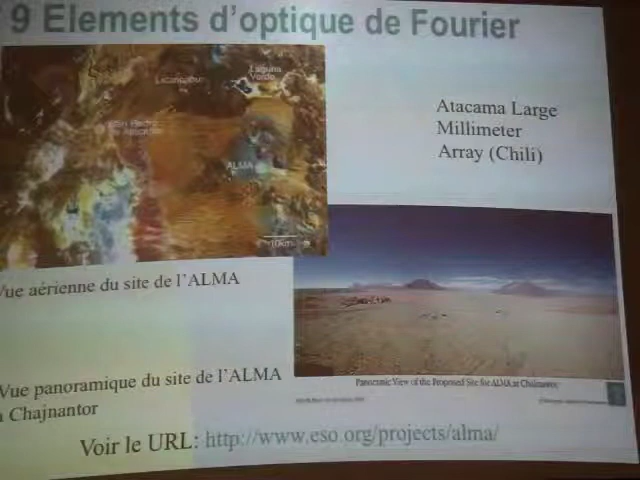 9 Elements d'optique de Fourier
Licancabur
Laguna
Verde
San Pedro
de Atacama
ALMA
10km
Atacama Large
Millimeter
Array (Chili)
Vue aérienne du site de l'ALMA
Vue panoramique du site de l'ALMA
à Chajnantor
Panoramic View of the Proposed Site for ALMA at Chajnantor
Voir le URL: http://www.eso.org/projects/alma/